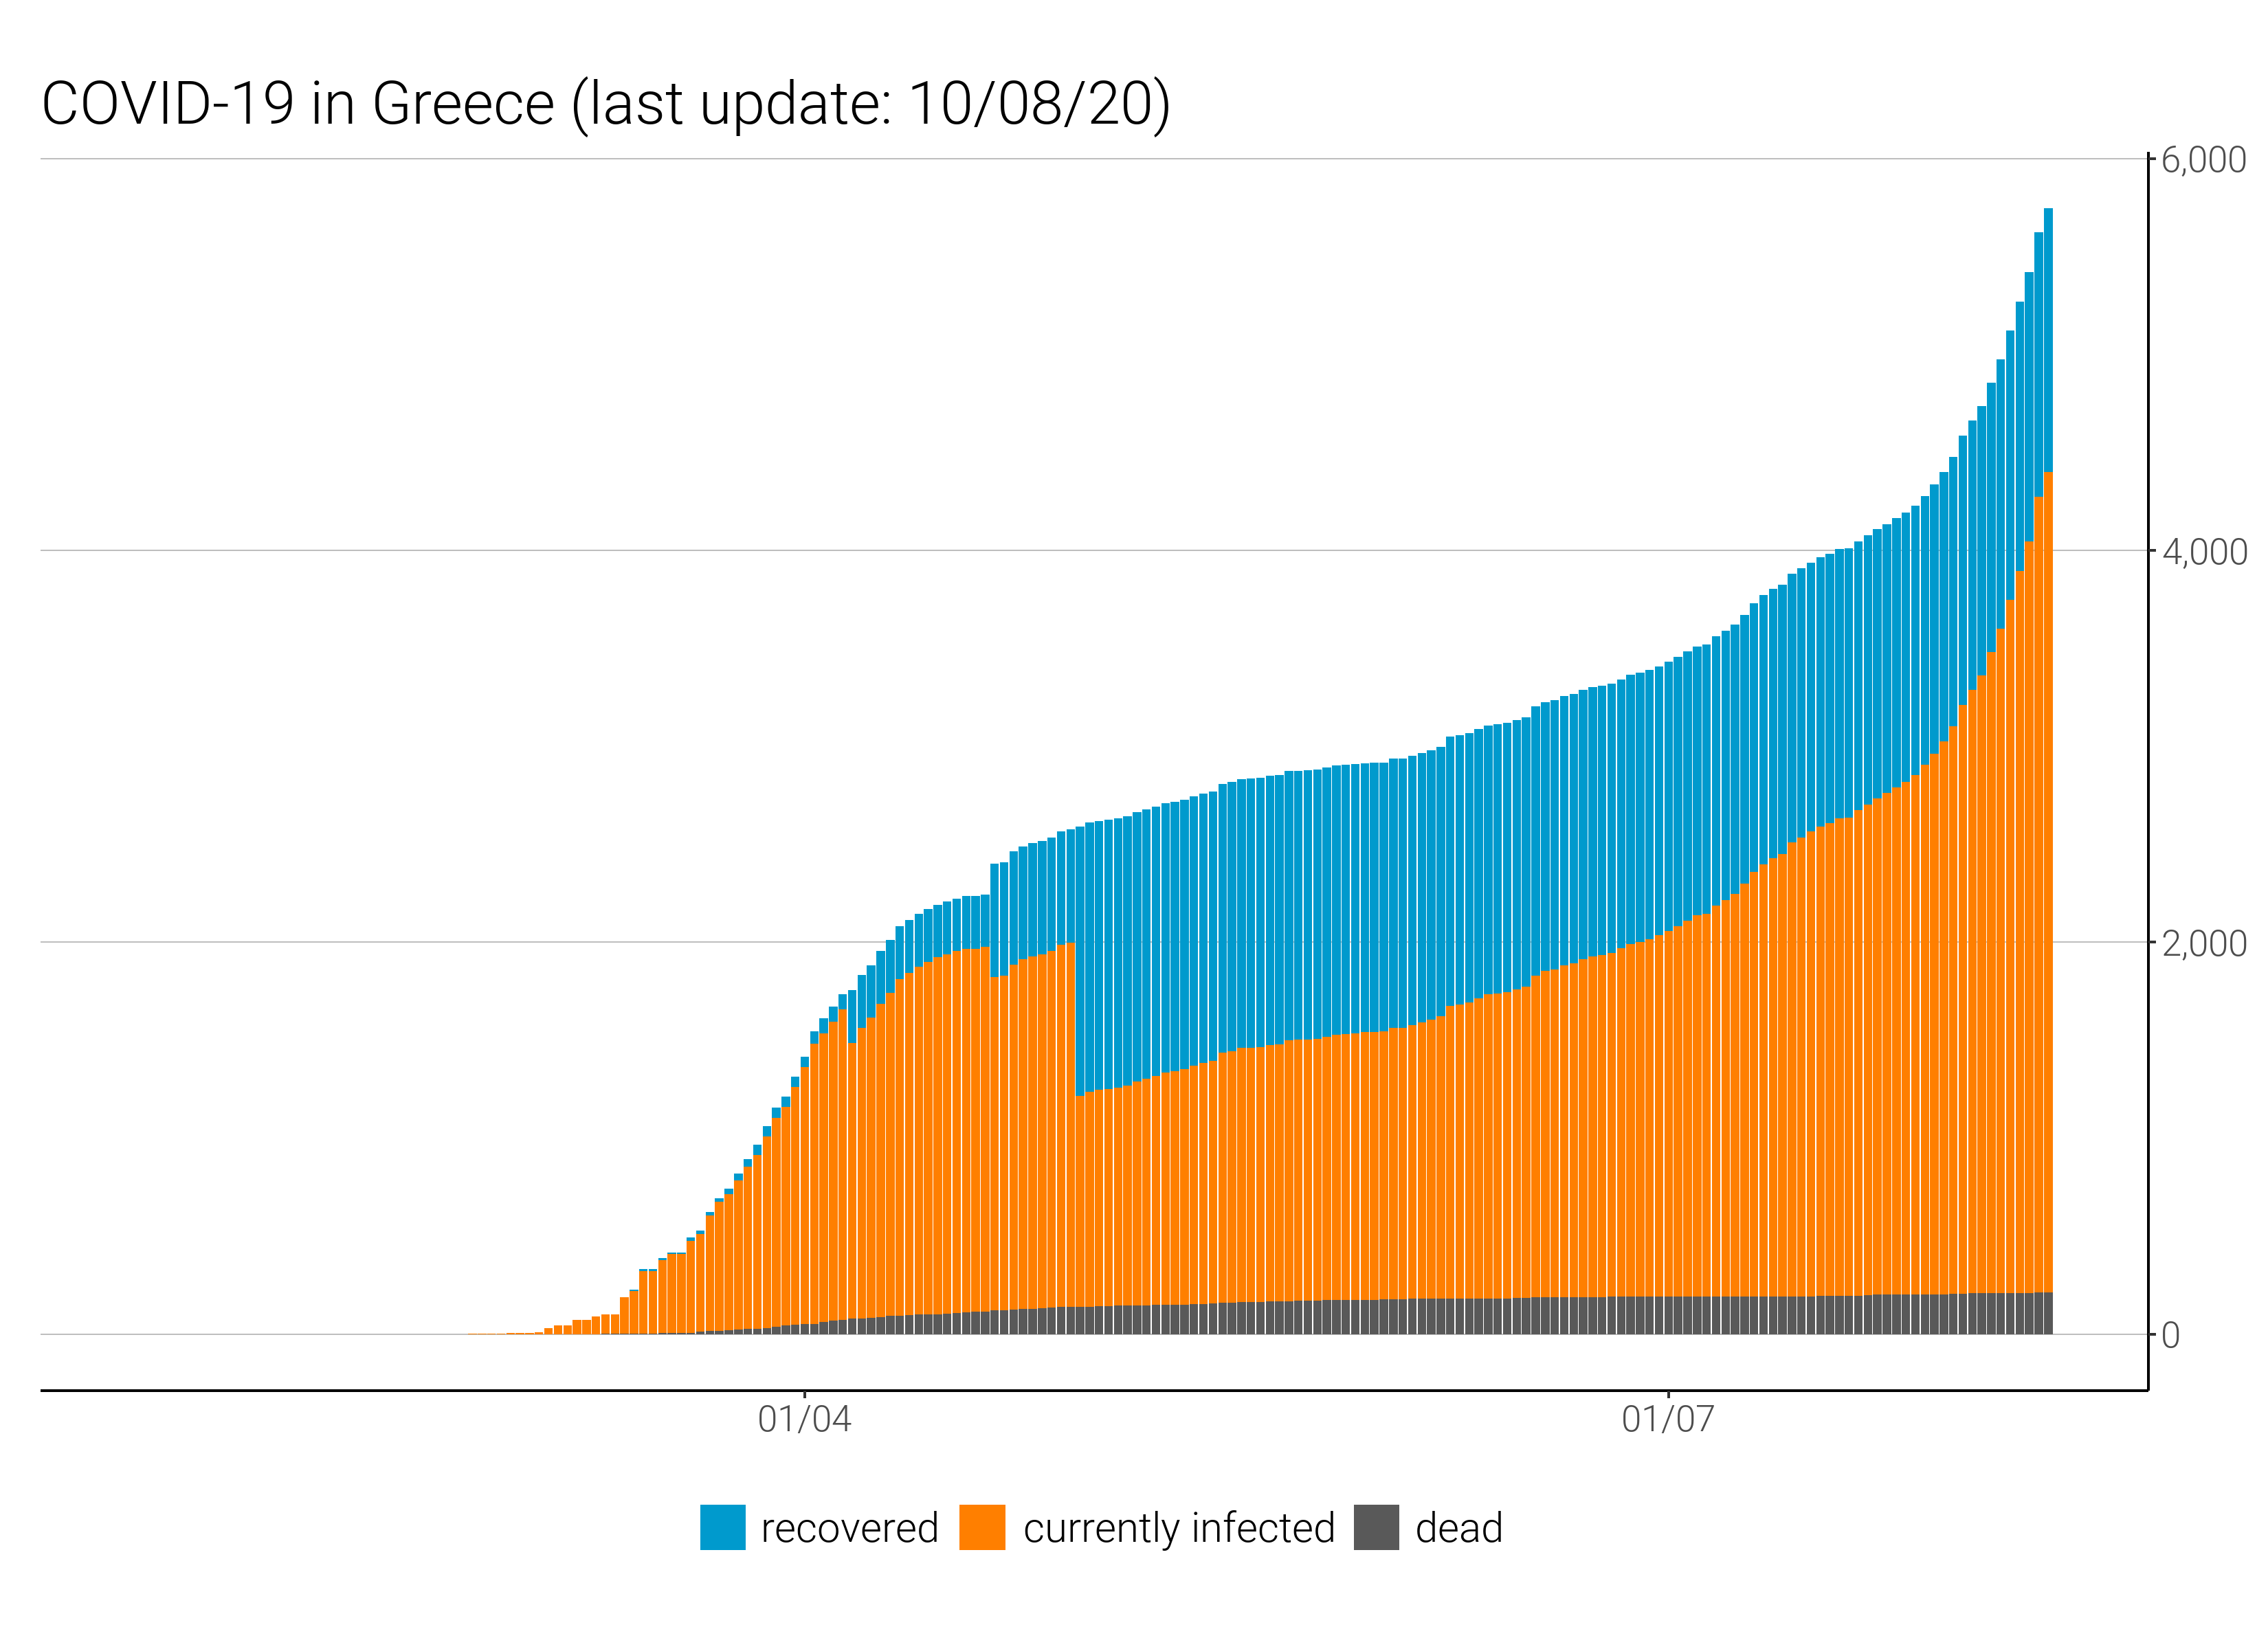 COVID-19 in Greece (last update: 10/08/20)
6,000
4,000
2,000
0
01/04 01/07
recovered currently infected dead